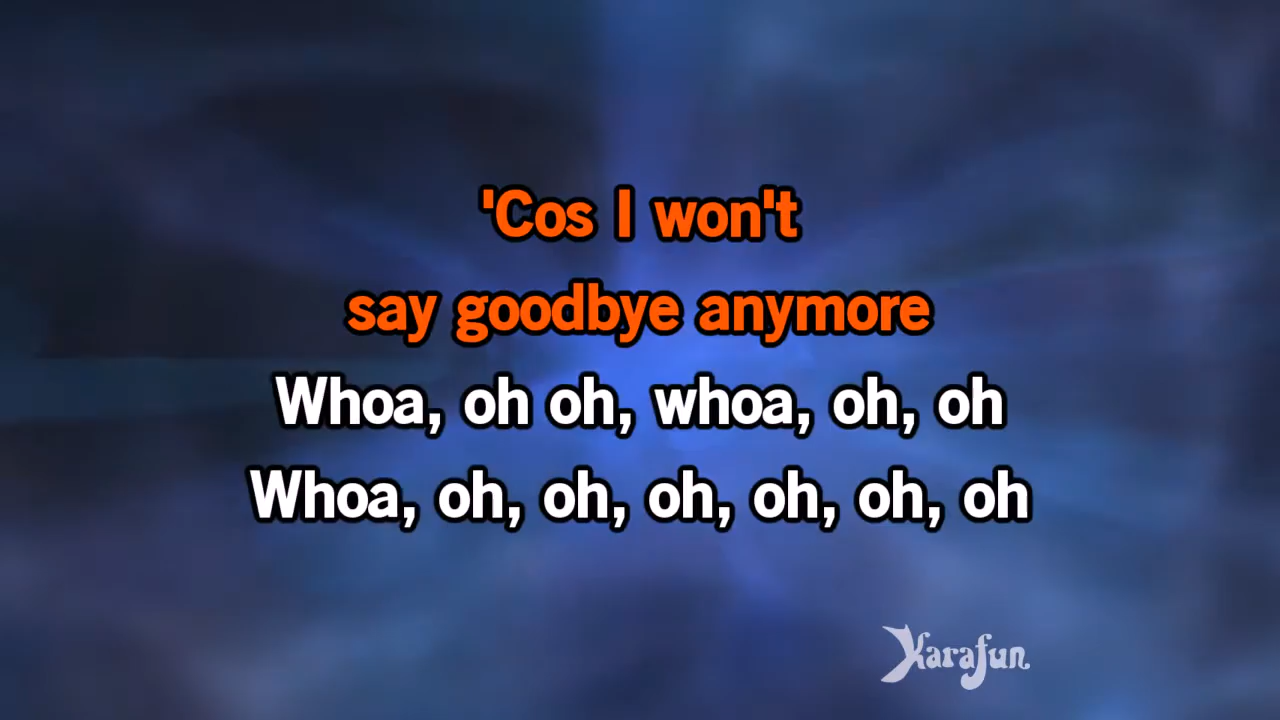 'Cos I won't
say goodbye anymore
Whoa, oh oh, whoa, oh, oh
Whoa, oh, oh, oh, oh, oh, oh
Karafun